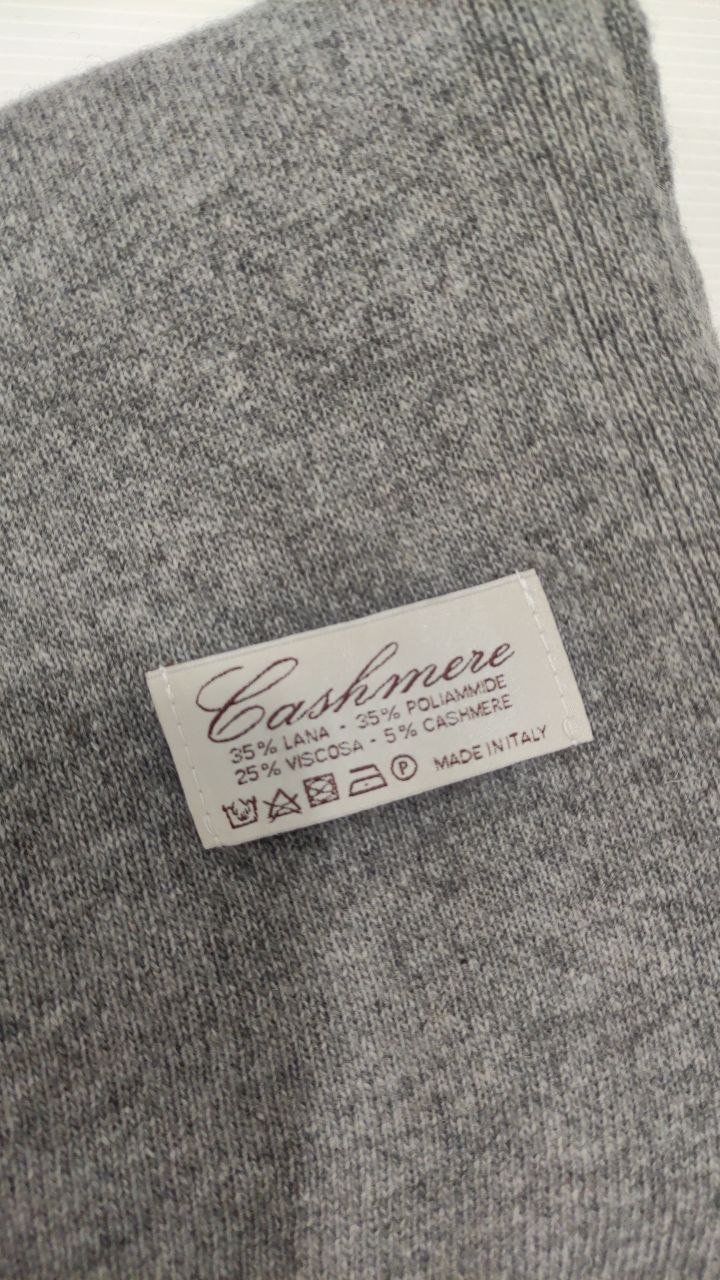 Cashmere
35% LANA - 35% POLIAMMIDE
25% VISCOSA - 5% CASHMERE
P MADE IN ITALY